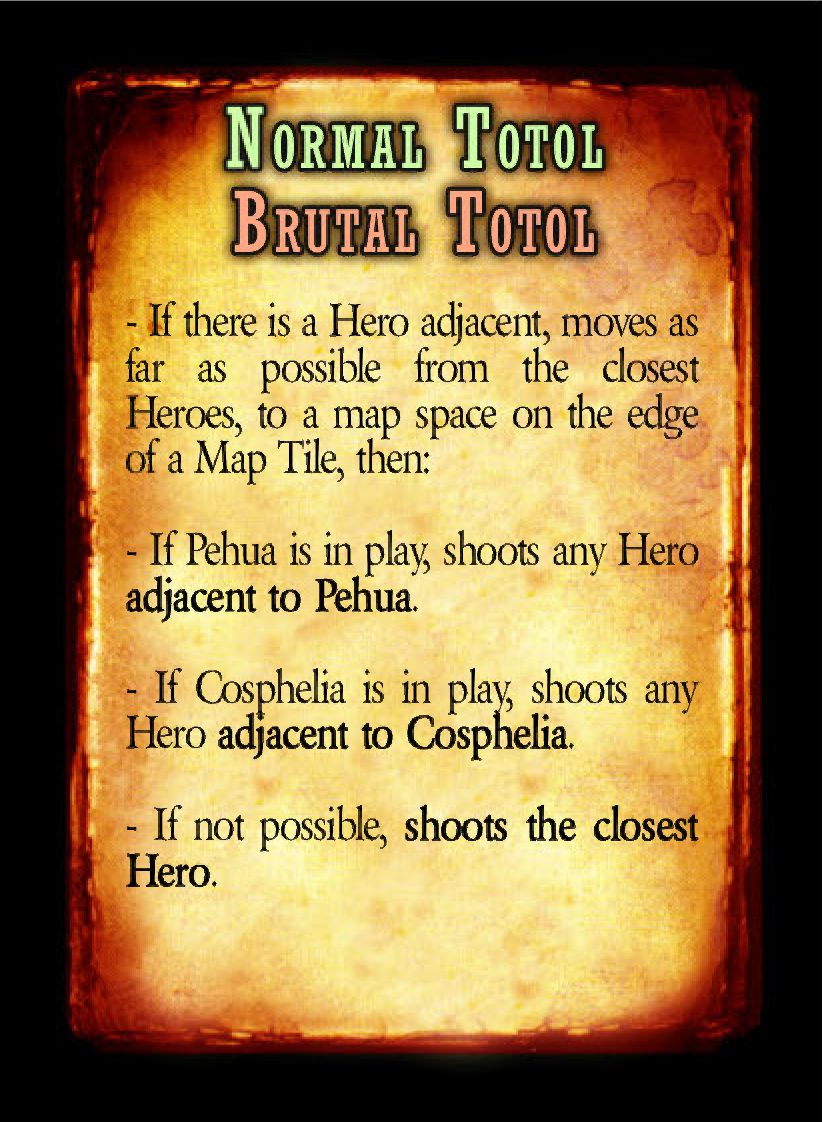 NORMAL TOTOL
BRUTAL TOTOL
- If there is a Hero adjacent, moves as
far as possible from the closest
Heroes, to a map space on the edge
of a Map Tile, then:
- If Pehua is in play, shoots any Hero
adjacent to Pehua.
- If Cosphelia is in play, shoots any
Hero adjacent to Cosphelia.
- If not possible, shoots the closest
Hero.